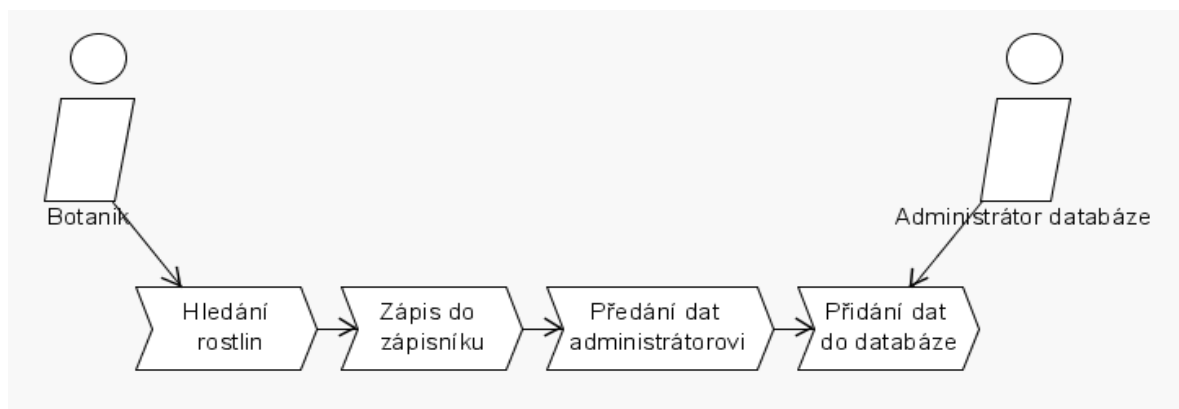 Botanik
Administrátor databáze
Hledání
rostlin
Zápis do
zápisníku
Předání dat
administrátorovi
Přidání dat
do databáze